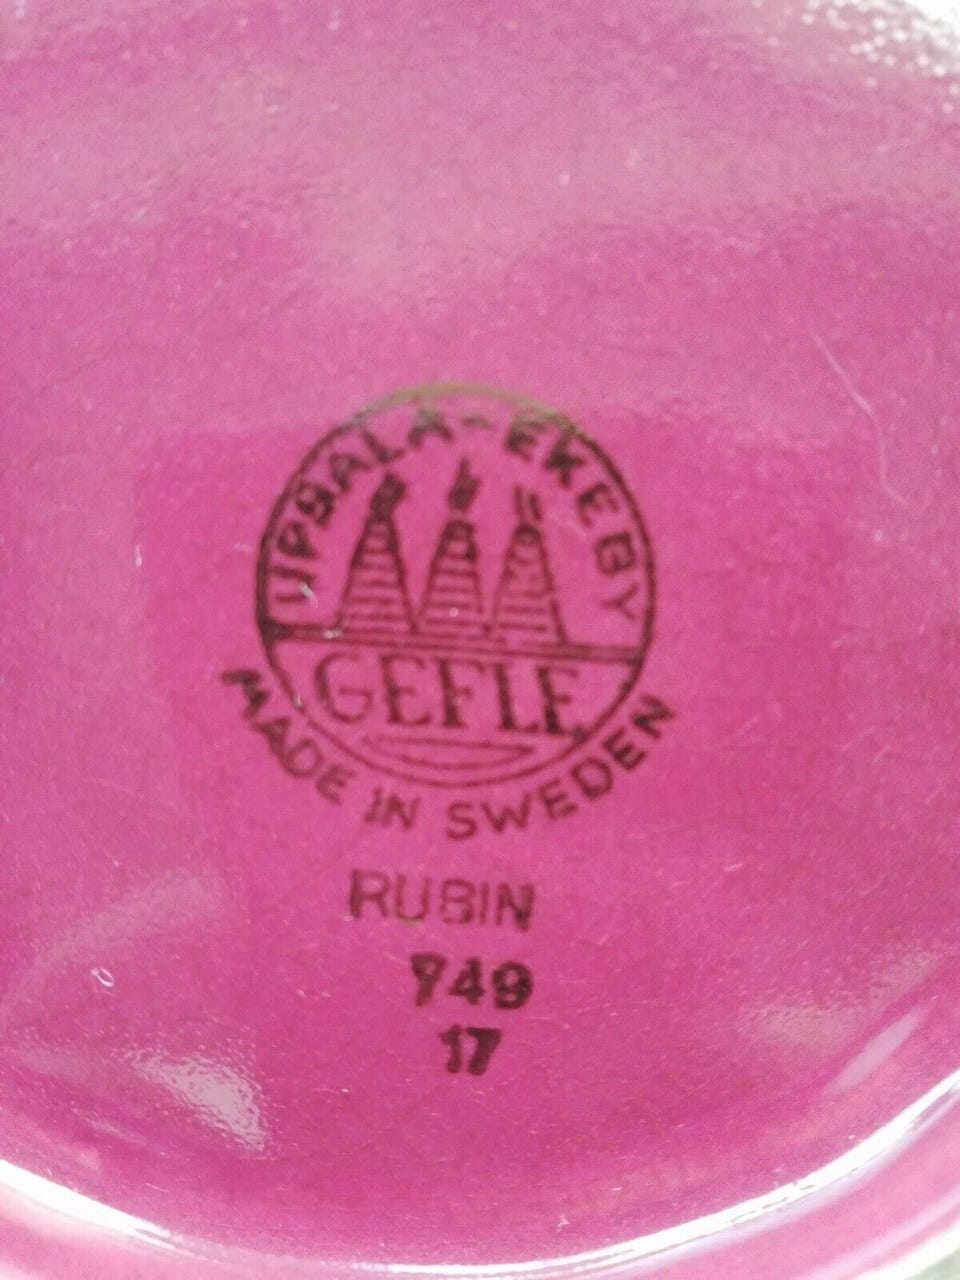 UPSALA-EKEBY
GEFLE
MADE IN SWEDEN
RUBIN
749
17